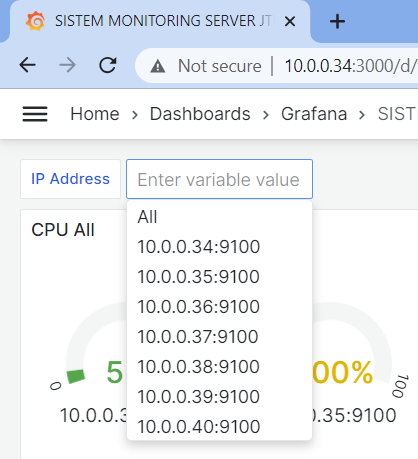 SISTEM MONITORING SERVER JT
Not secure 10.0.0.34:3000/d/
Home Dashboards Grafana SIST
IP Address Enter variable value
All
CPU All
10.0.0.34:9100
10.0.0.35:9100
10.0.0.36:9100
10.0.0.37:9100
10.0.0.38:9100
10.0.0.39:9100
10.0.0.40:9100
0 5 00% 100
10.0.0.3 .35:9100